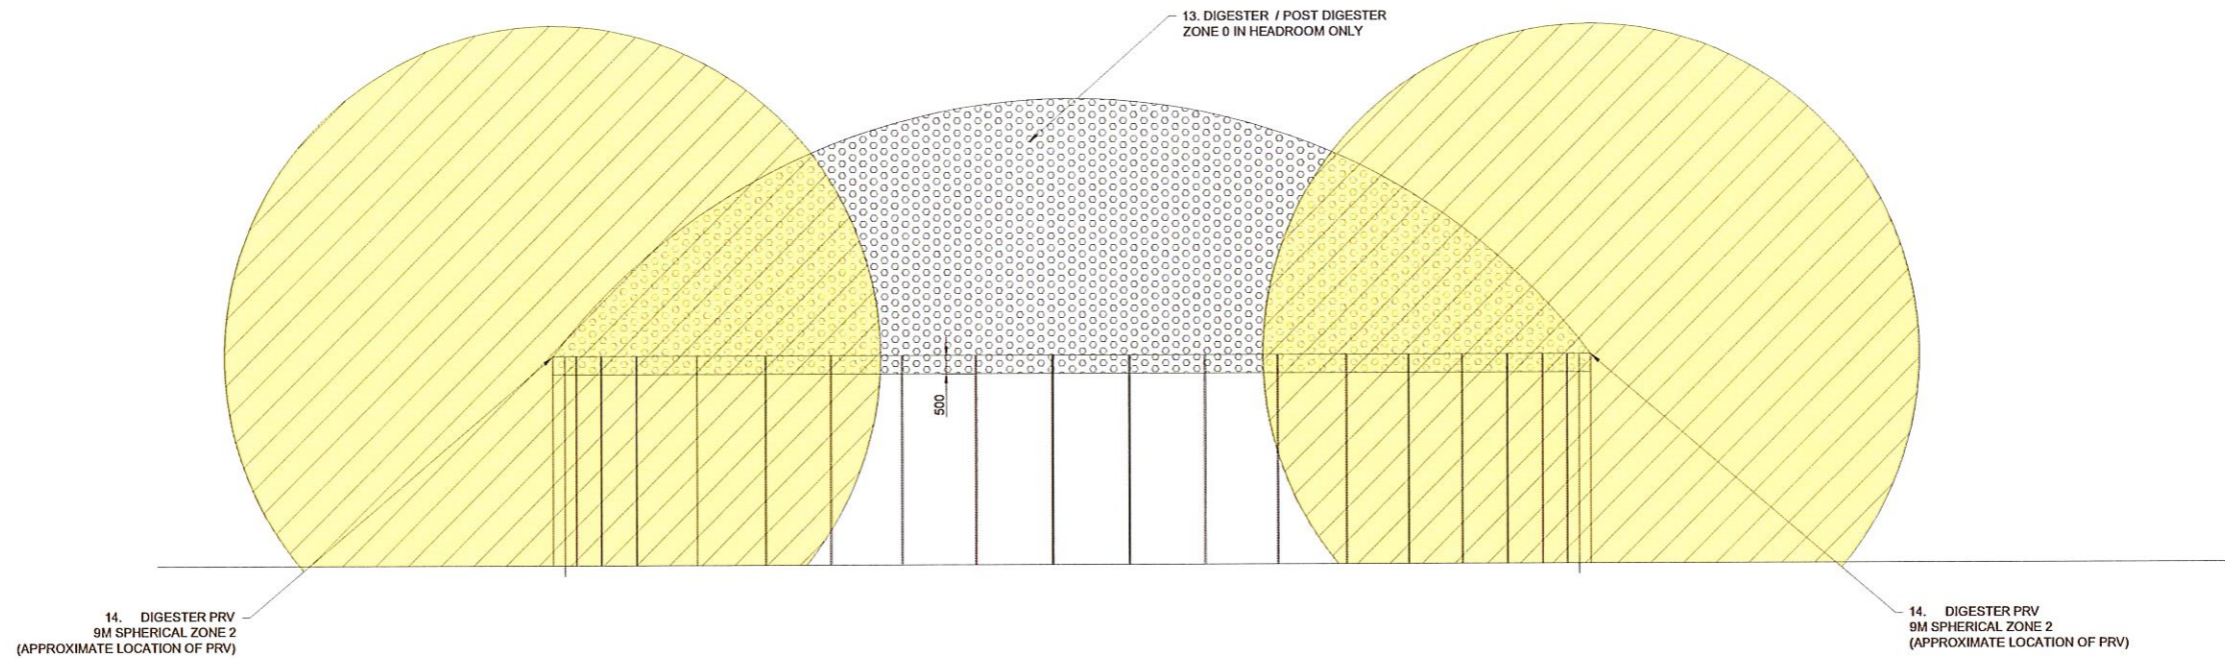 13. DIGESTER / POST DIGESTER
ZONE 0 IN HEADROOM ONLY
500
14. DIGESTER PRV
9M SPHERICAL ZONE 2
(APPROXIMATE LOCATION OF PRV)
14. DIGESTER PRV
9M SPHERICAL ZONE 2
(APPROXIMATE LOCATION OF PRV)